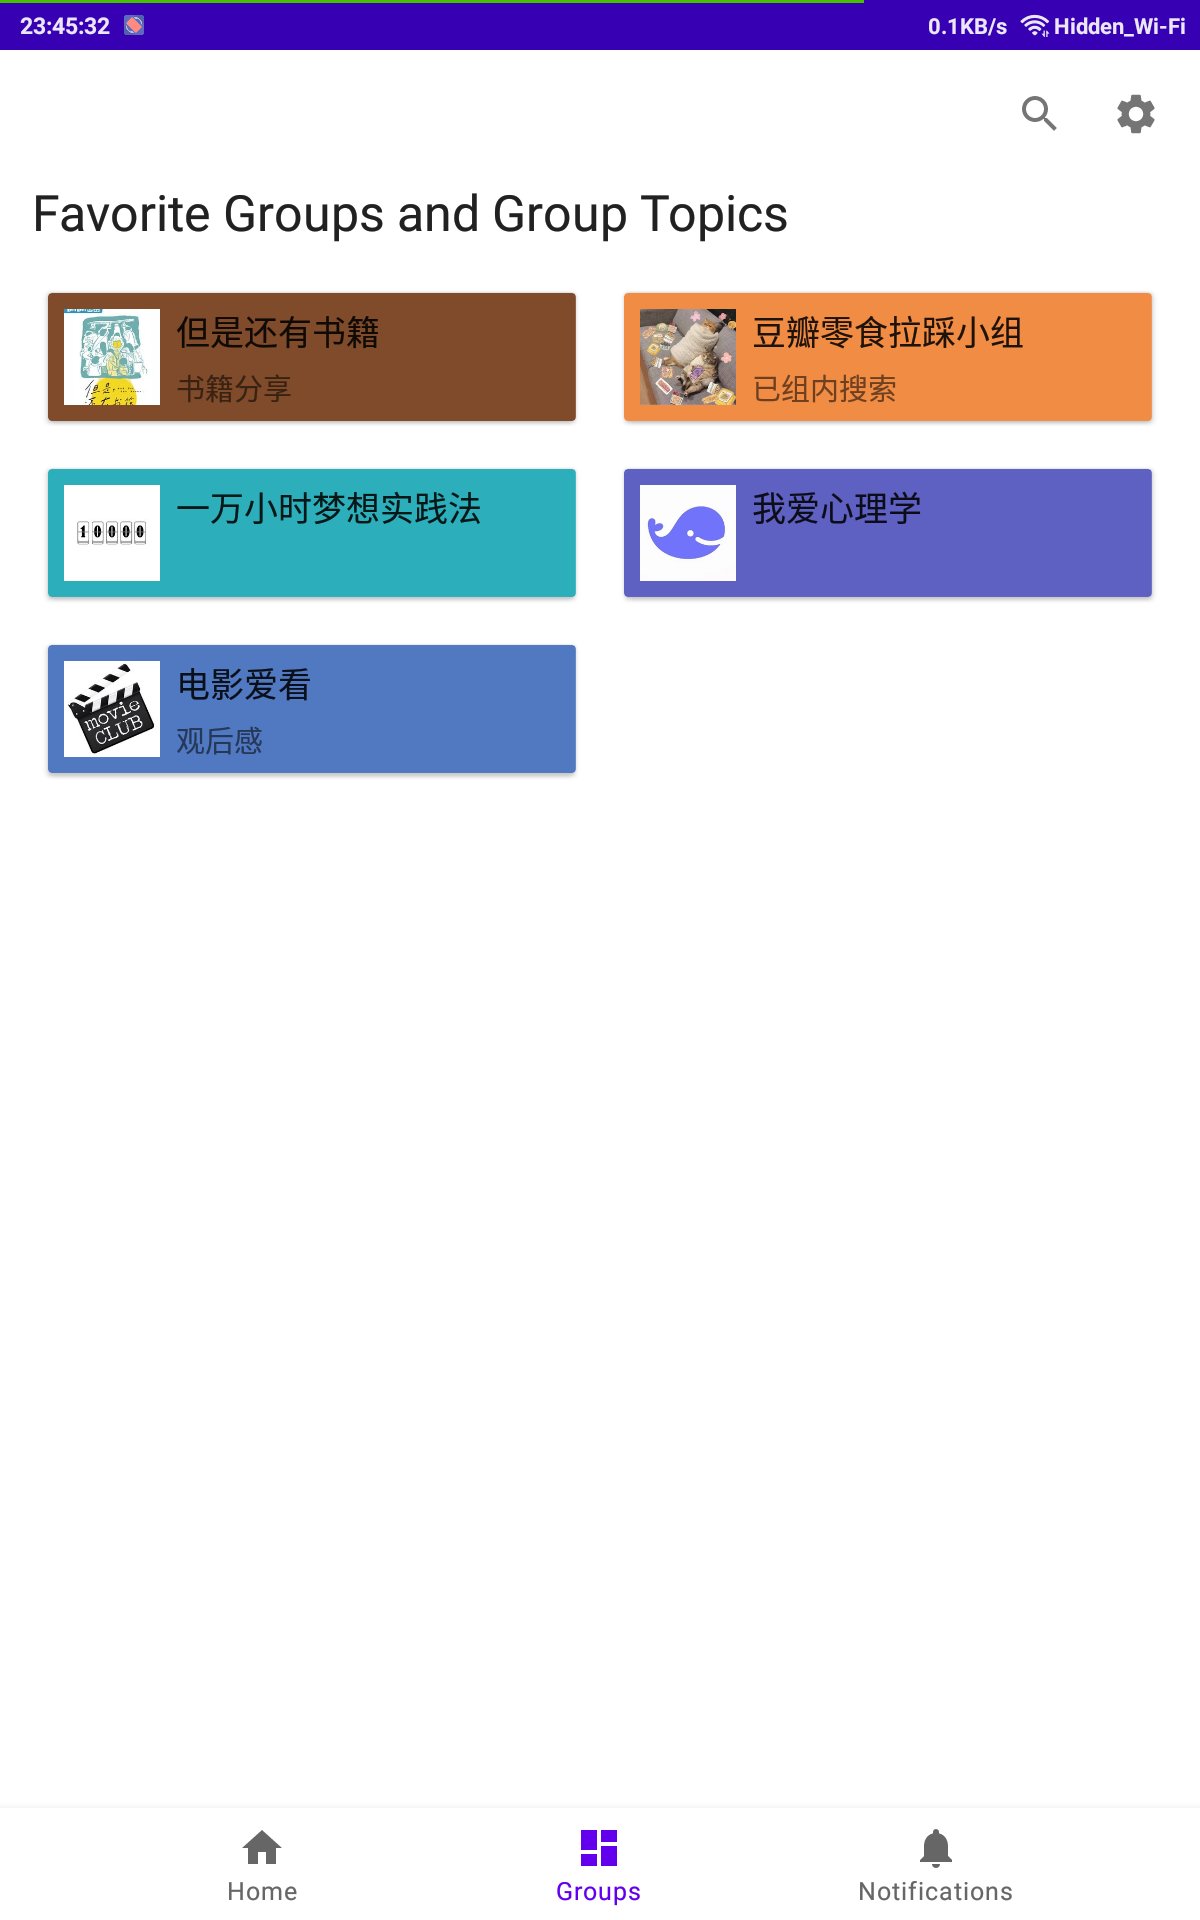 23:45:32 0.1KB/s Hidden_Wi-Fi
Favorite Groups and Group Topics
但是还有书籍
书籍分享
豆瓣零食拉踩小组
已组内搜索
10000
一万小时梦想实践法
我爱心理学
movie
CLUB
电影爱看
观后感
Home
Groups
Notifications